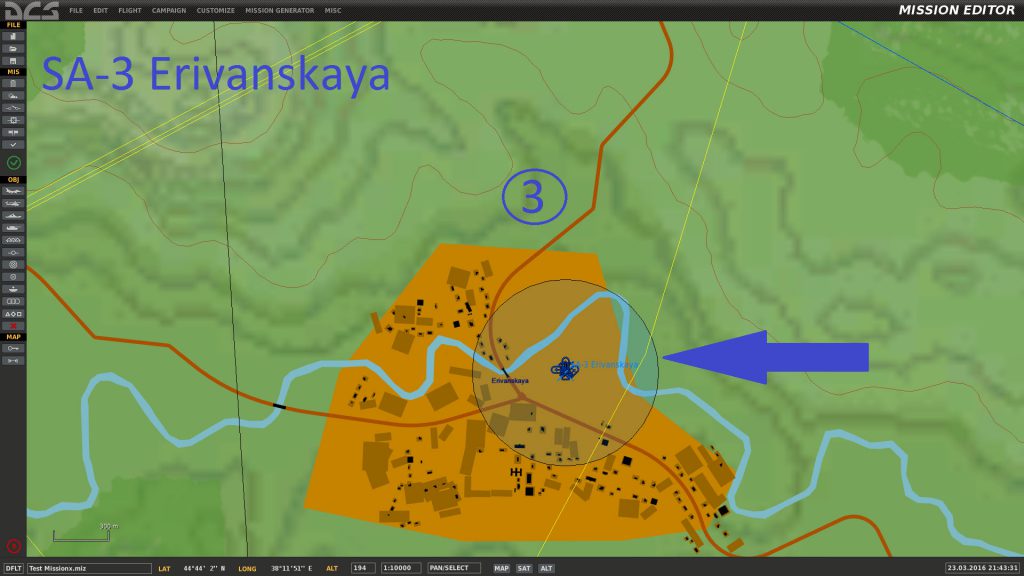 DCS
FILE EDIT FLIGHT CAMPAIGN CUSTOMIZE MISSION GENERATOR MISC
MISSION EDITOR
FILE
MIS
OBJ
MAP
SA-3 Erivanskaya
3
SA-3 Erivanskaya
Erivanskaya
300 m
DFLT Test Missionx.miz LAT 44°44' 2" N LONG 38°11'51" E ALT 194 1:10000 PAN/SELECT MAP SAT ALT 23.03.2016 21:43:31